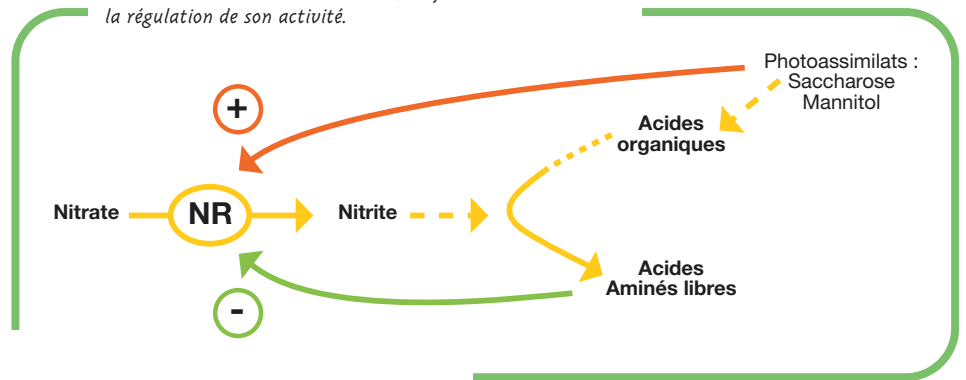 la régulation de son activité.
Photoassimilats :
Saccharose
Mannitol
+
Acides
organiques
Nitrate
NR
Nitrite
Acides
Aminés libres
-